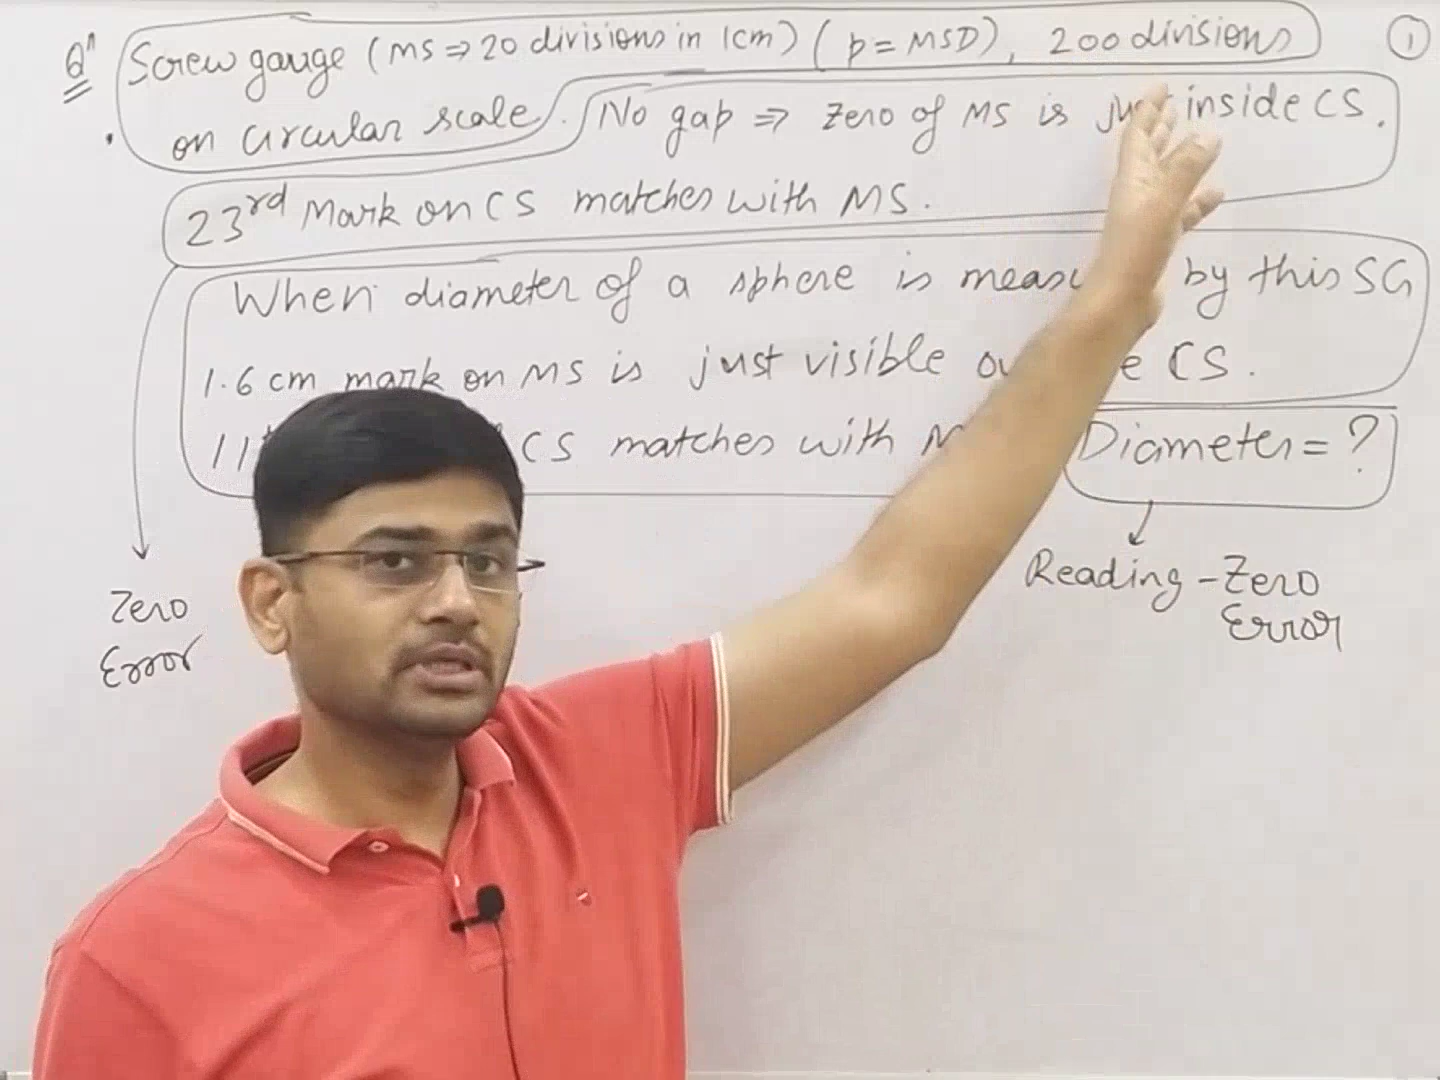 Qⁿ Screw gauge (MS ⇒ 20 divisions in 1cm) (p = MSD), 200 divisions ①
on circular scale. No gap ⇒ Zero of MS is just inside CS.
23rd Mark on CS matches with MS.
When diameter of a sphere is by this SG
1.6 cm mark on MS is just visible CS.
CS matches with Diameter = ?
Reading - Zero Error
Zero
Error